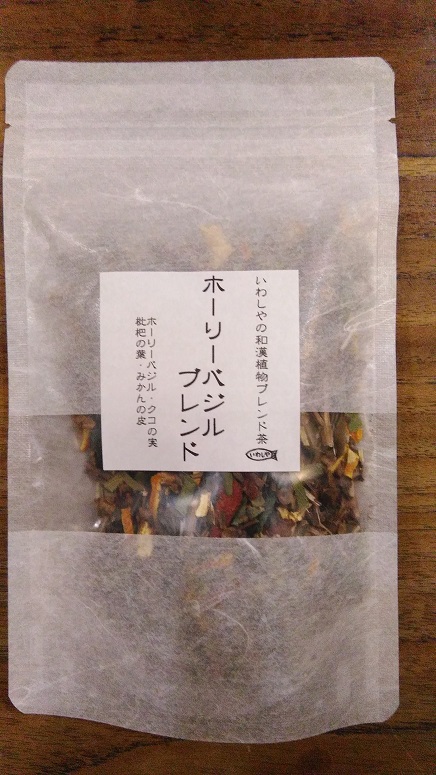 いわしやの和漢植物ブレンド茶
いわしや
ホーリーバジル
ブレンド
ホーリーバジル・クコの実
枇杷の葉・みかんの皮